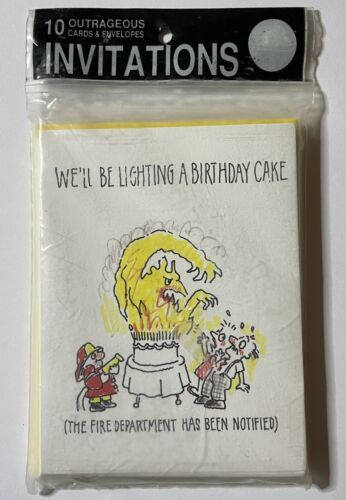 10 OUTRAGEOUS
CARDS & ENVELOPES
INVITATIONS
WE'LL BE LIGHTING A BIRTHDAY CAKE
(THE FIRE DEPARTMENT HAS BEEN NOTIFIED)